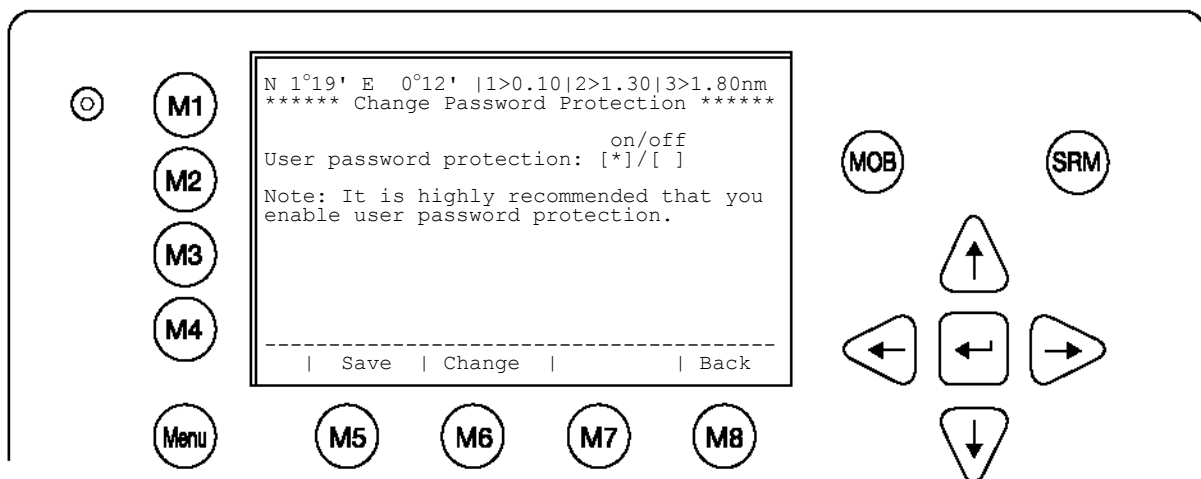 N 1°19' E  0°12' |1>0.10|2>1.30|3>1.80nm
****** Change Password Protection ******
on/off
User password protection: [*]/[ ]
Note: It is highly recommended that you
enable user password protection.
----------------------------------------
| Save | Change | | Back
M1
M2
M3
M4
Menu
M5
M6
M7
M8
MOB
SRM